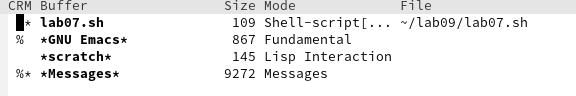 CRM Buffer Size Mode File
* lab07.sh 109 Shell-script[... ~/lab09/lab07.sh
% *GNU Emacs* 867 Fundamental
*scratch* 145 Lisp Interaction
%* *Messages* 9272 Messages